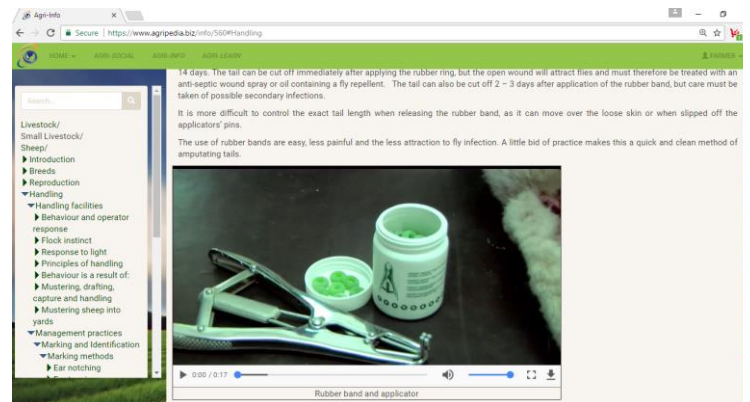 Agri-Info
Secure | https://www.agripedia.biz/info/560#Handling
HOME AGRI-SOCIAL AGRI-INFO AGRI-LEARN FARMER
Search...
Livestock/
Small Livestock/
Sheep/
Introduction
Breeds
Reproduction
Handling
Handling facilities
Behaviour and operator
response
Flock instinct
Response to light
Principles of handling
Behaviour is a result of:
Mustering, drafting,
capture and handling
Mustering sheep into
yards
Management practices
Marking and Identification
Marking methods
Ear notching
14 days. The tail can be cut off immediately after applying the rubber ring, but the open wound will attract flies and must therefore be treated with an
anti-septic wound spray or oil containing a fly repellent. The tail can also be cut off 2 – 3 days after application of the rubber band, but care must be
taken of possible secondary infections.
It is more difficult to control the exact tail length when releasing the rubber band, as it can move over the loose skin or when slipped off the
applicators' pins.
The use of rubber bands are easy, less painful and the less attraction to fly infection. A little bid of practice makes this a quick and clean method of
amputating tails.
0:00 / 0:17
Rubber band and applicator